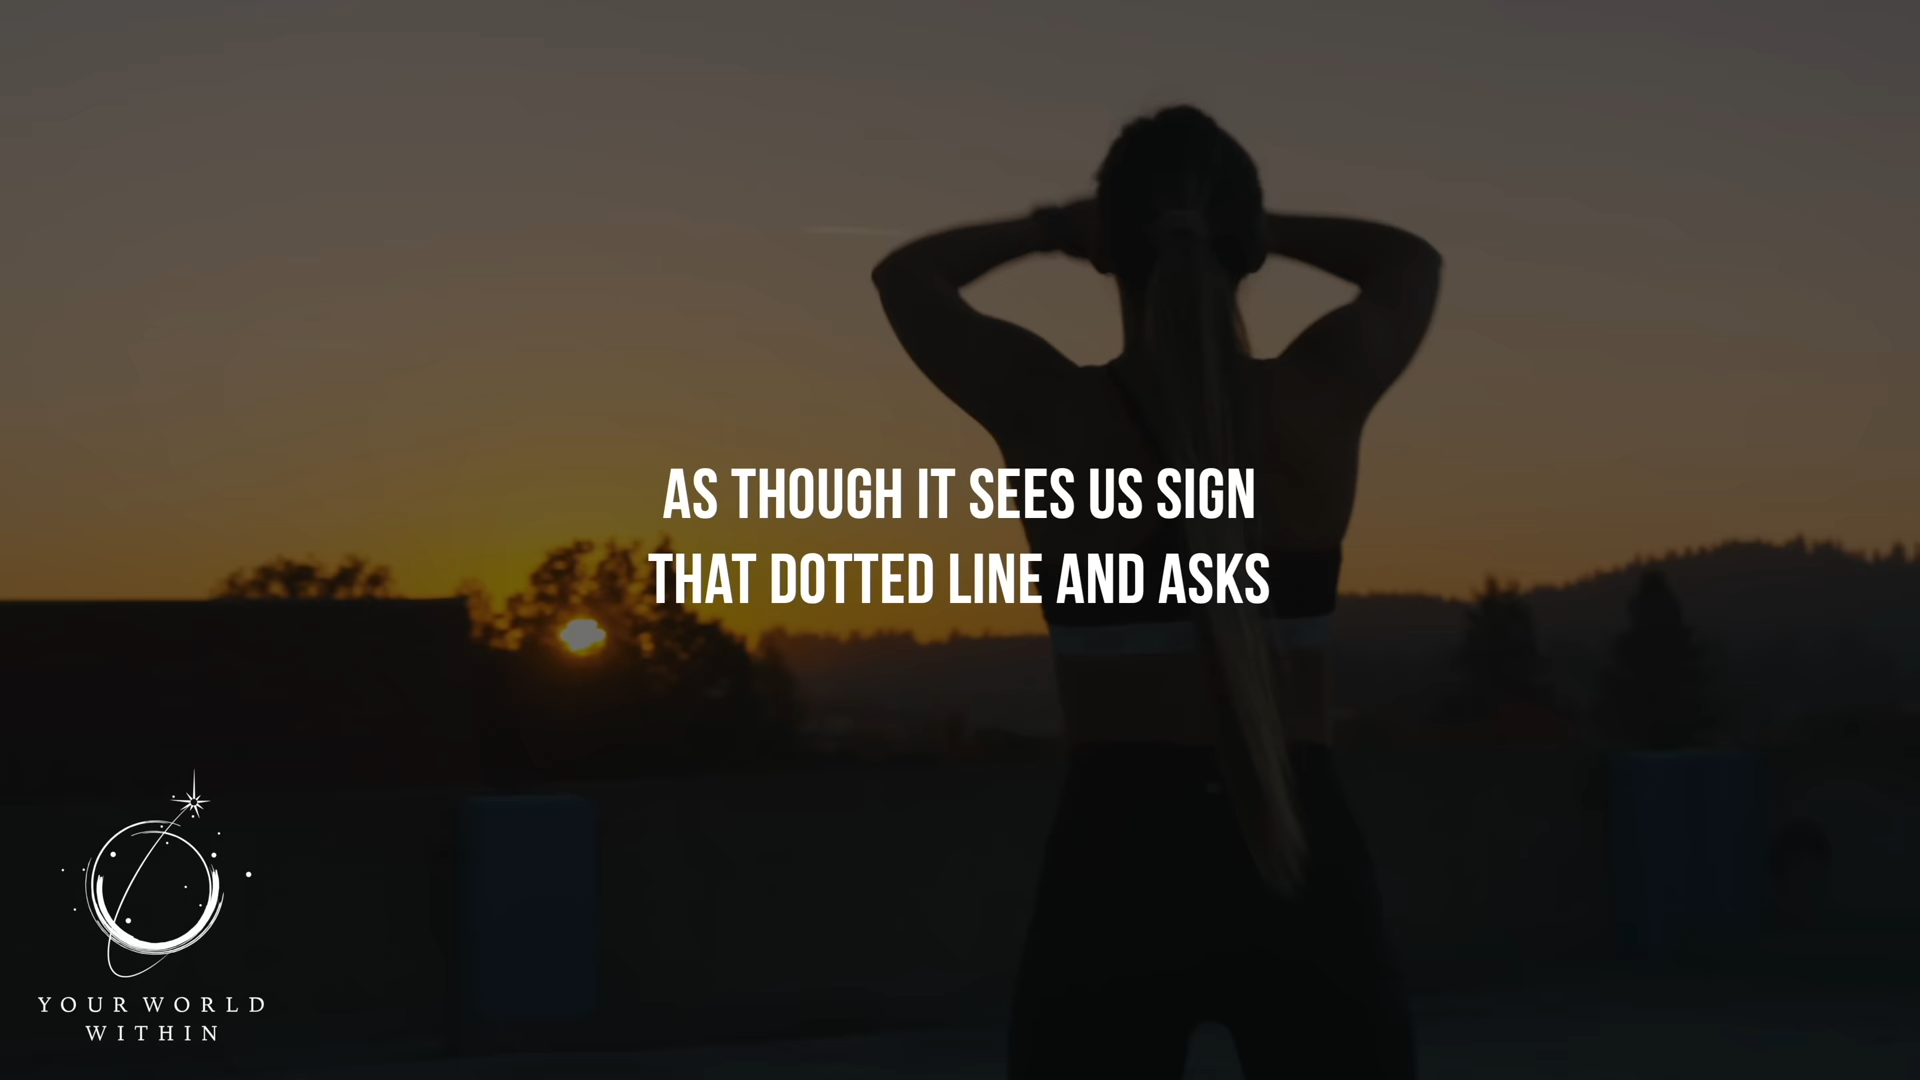 AS THOUGH IT SEES US SIGN
THAT DOTTED LINE AND ASKS
YOUR WORLD
WITHIN